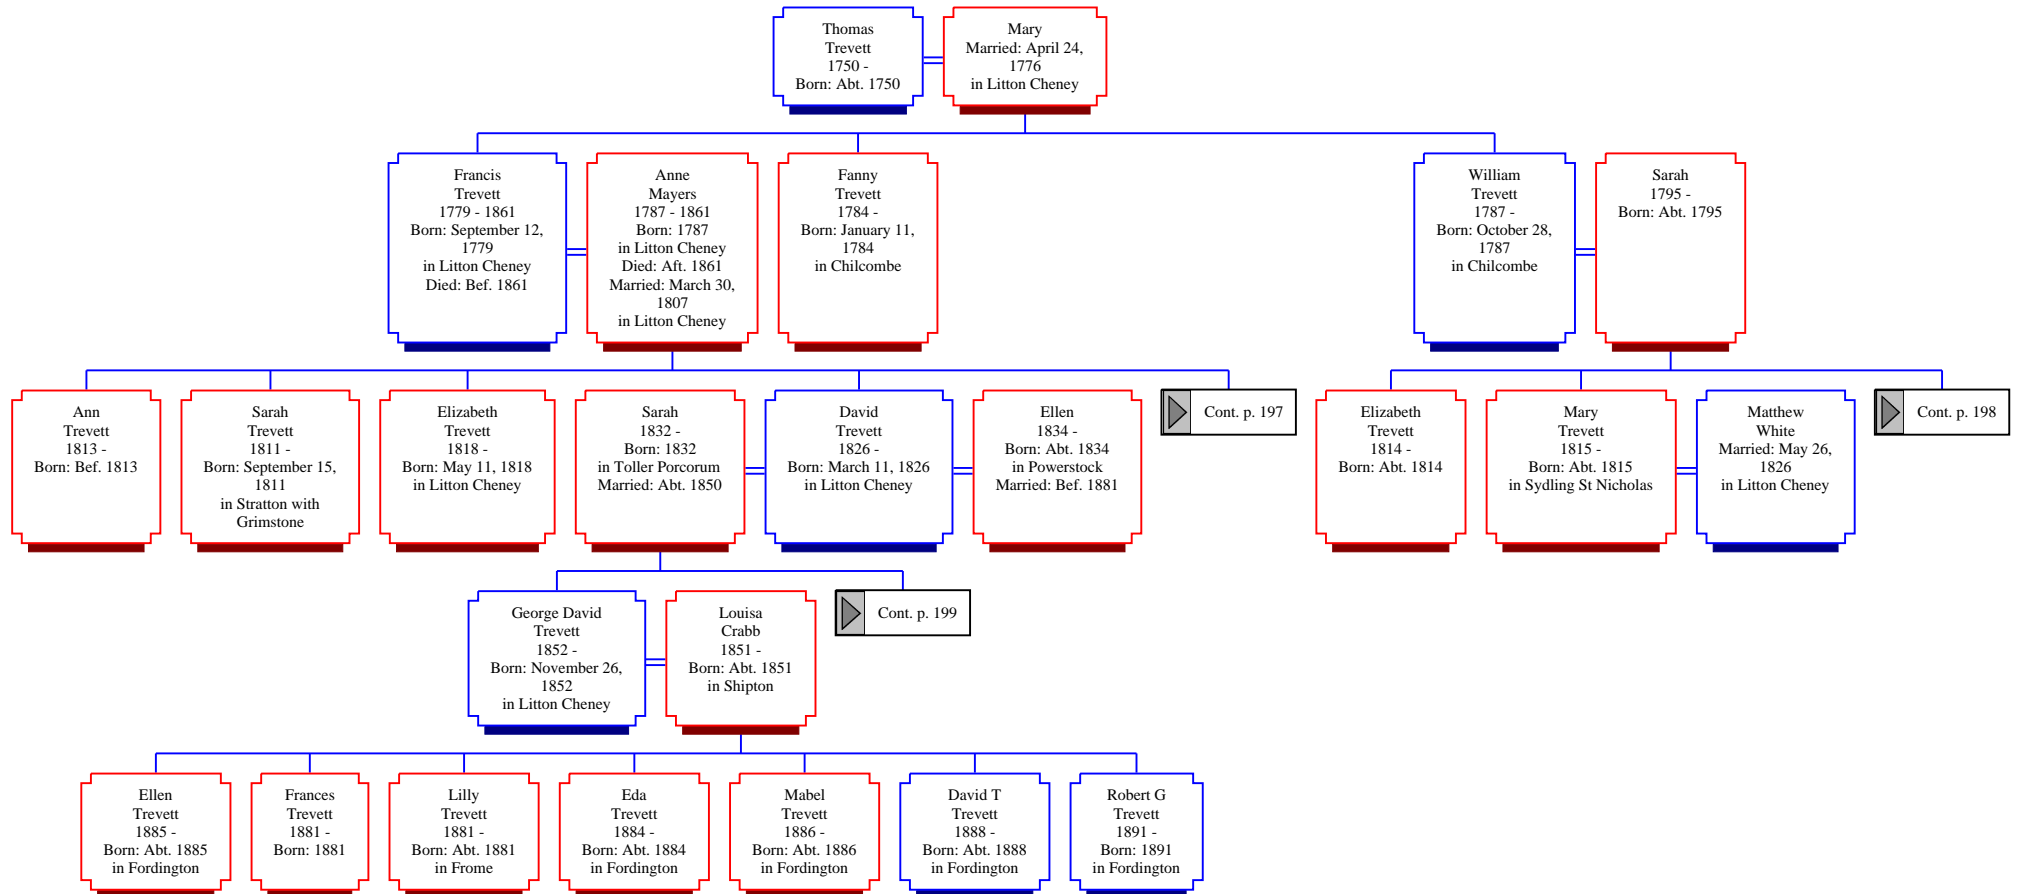 Thomas
Trevett
1750 -
Born: Abt. 1750
Mary
Married: April 24,
1776
in Litton Cheney
Francis
Trevett
1779 - 1861
Born: September 12,
1779
in Litton Cheney
Died: Bef. 1861
Anne
Mayers
1787 - 1861
Born: 1787
in Litton Cheney
Died: Aft. 1861
Married: March 30,
1807
in Litton Cheney
Fanny
Trevett
1784 -
Born: January 11,
1784
in Chilcombe
William
Trevett
1787 -
Born: October 28,
1787
in Chilcombe
Sarah
1795 -
Born: Abt. 1795
Ann
Trevett
1813 -
Born: Bef. 1813
Sarah
Trevett
1811 -
Born: September 15,
1811
in Stratton with
Grimstone
Elizabeth
Trevett
1818 -
Born: May 11, 1818
in Litton Cheney
Sarah
1832 -
Born: 1832
in Toller Porcorum
Married: Abt. 1850
David
Trevett
1826 -
Born: March 11, 1826
in Litton Cheney
Ellen
1834 -
Born: Abt. 1834
in Powerstock
Married: Bef. 1881
Cont. p. 197
Elizabeth
Trevett
1814 -
Born: Abt. 1814
Mary
Trevett
1815 -
Born: Abt. 1815
in Sydling St Nicholas
Matthew
White
Married: May 26,
1826
in Litton Cheney
Cont. p. 198
George David
Trevett
1852 -
Born: November 26,
1852
in Litton Cheney
Louisa
Crabb
1851 -
Born: Abt. 1851
in Shipton
Cont. p. 199
Ellen
Trevett
1885 -
Born: Abt. 1885
in Fordington
Frances
Trevett
1881 -
Born: 1881
Lilly
Trevett
1881 -
Born: Abt. 1881
in Frome
Eda
Trevett
1884 -
Born: Abt. 1884
in Fordington
Mabel
Trevett
1886 -
Born: Abt. 1886
in Fordington
David T
Trevett
1888 -
Born: Abt. 1888
in Fordington
Robert G
Trevett
1891 -
Born: 1891
in Fordington